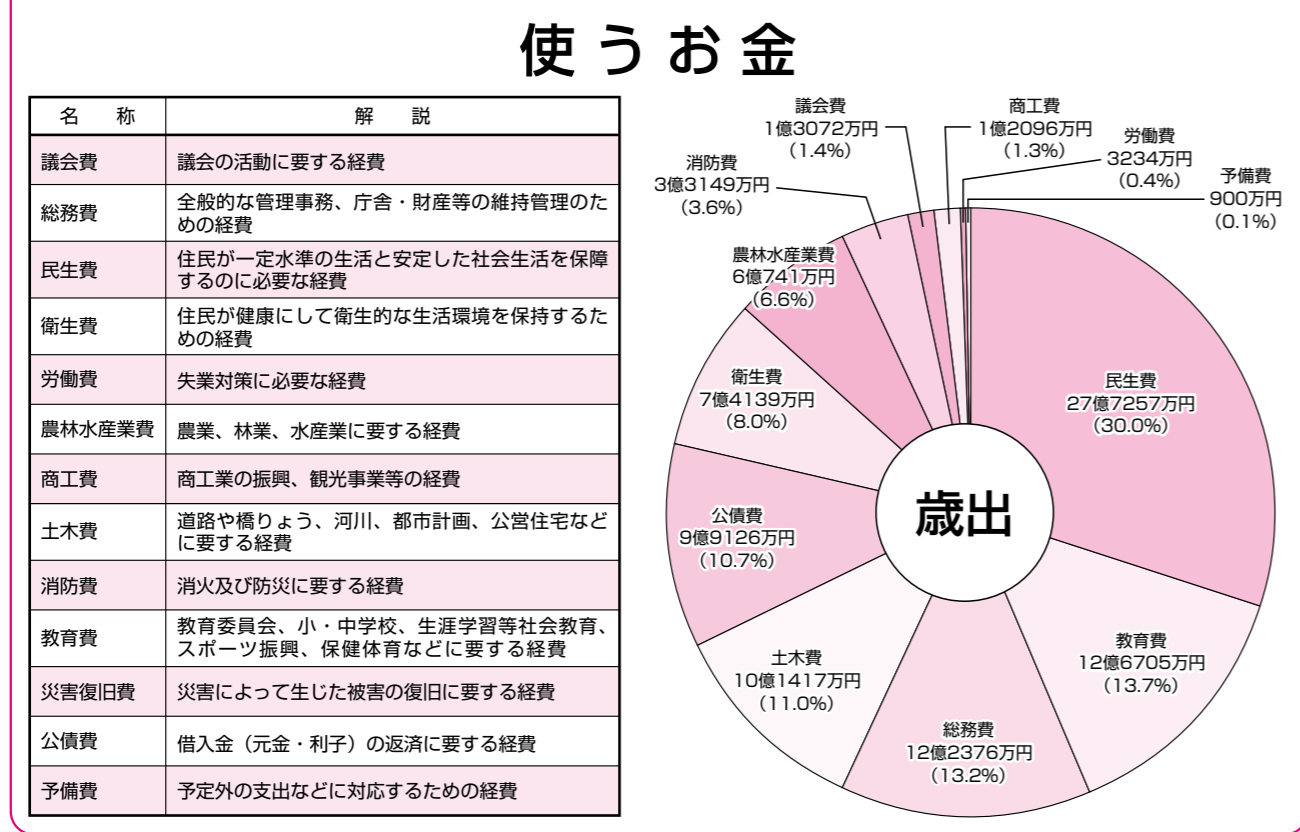 使うお金
名　称　解　説
議会費　議会の活動に要する経費
総務費　全般的な管理事務、庁舎・財産等の維持管理のた
めの経費
民生費　住民が一定水準の生活と安定した社会生活を保障
するのに必要な経費
衛生費　住民が健康にして衛生的な生活環境を保持するた
めの経費
労働費　失業対策に必要な経費
農林水産業費　農業、林業、水産業に要する経費
商工費　商工業の振興、観光事業等の経費
土木費　道路や橋りょう、河川、都市計画、公営住宅など
に要する経費
消防費　消火及び防災に要する経費
教育費　教育委員会、小・中学校、生涯学習等社会教育、
スポーツ振興、保健体育などに要する経費
災害復旧費　災害によって生じた被害の復旧に要する経費
公債費　借入金（元金・利子）の返済に要する経費
予備費　予定外の支出などに対応するための経費
歳出
民生費
27億7257万円
（30.0%）
教育費
12億6705万円
（13.7%）
総務費
12億2376万円
（13.2%）
土木費
10億1417万円
（11.0%）
公債費
9億9126万円
（10.7%）
衛生費
7億4139万円
（8.0%）
農林水産業費
6億741万円
（6.6%）
消防費
3億3149万円
（3.6%）
議会費
1億3072万円
（1.4%）
商工費
1億2096万円
（1.3%）
労働費
3234万円
（0.4%）
予備費
900万円
（0.1%）